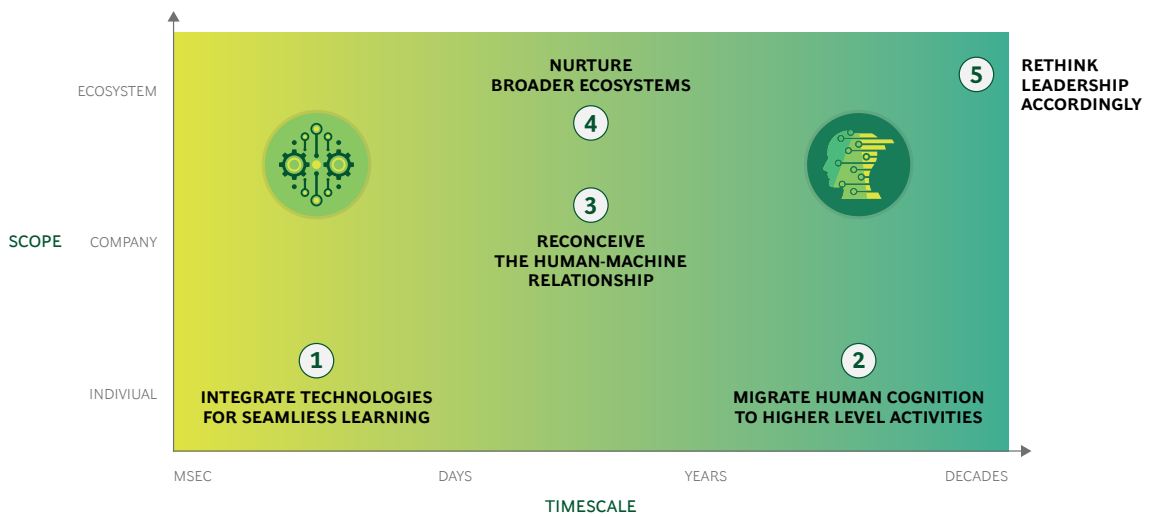 NURTURE
BROADER ECOSYSTEMS
4
5
RETHINK
LEADERSHIP
ACCORDINGLY
ECOSYSTEM
3
RECONCEIVE
THE HUMAN-MACHINE
RELATIONSHIP
SCOPE
COMPANY
1
INTEGRATE TECHNOLOGIES
FOR SEAMLIESS LEARNING
2
MIGRATE HUMAN COGNITION
TO HIGHER LEVEL ACTIVITIES
INDIVIUAL
MSEC
DAYS
YEARS
DECADES
TIMESCALE